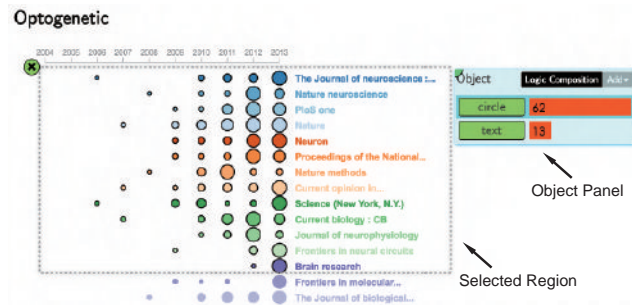 Optogenetic
2004 2005 2006 2007 2008 2009 2010 2011 2012 2013
The Journal of neuroscience :...
Nature neuroscience
PloS one
Nature
Neuron
Proceedings of the National...
Nature methods
Current opinion in...
Science (New York, N.Y.)
Current biology : CB
Journal of neurophysiology
Frontiers in neural circuits
Brain research
Frontiers in molecular...
The Journal of biological...
Object Logic Composition Add
circle 62
text 13
Object Panel
Selected Region